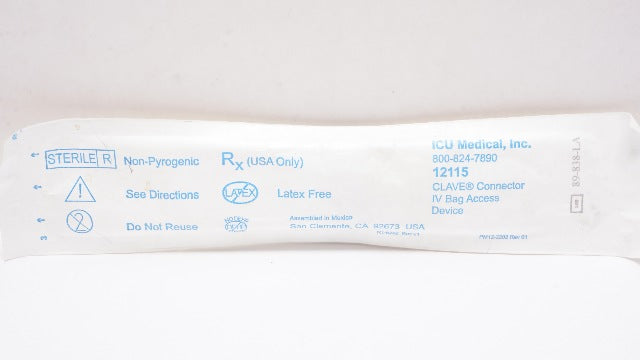 STERILE R Non-Pyrogenic
Rx (USA Only)
See Directions
LATEX
Latex Free
Do Not Reuse
Assembled in Mexico
San Clemente, CA 92673 USA
ICU Medical, Inc.
800-824-7890
12115
CLAVE® Connector
IV Bag Access
Device
89-838-LA
LOT